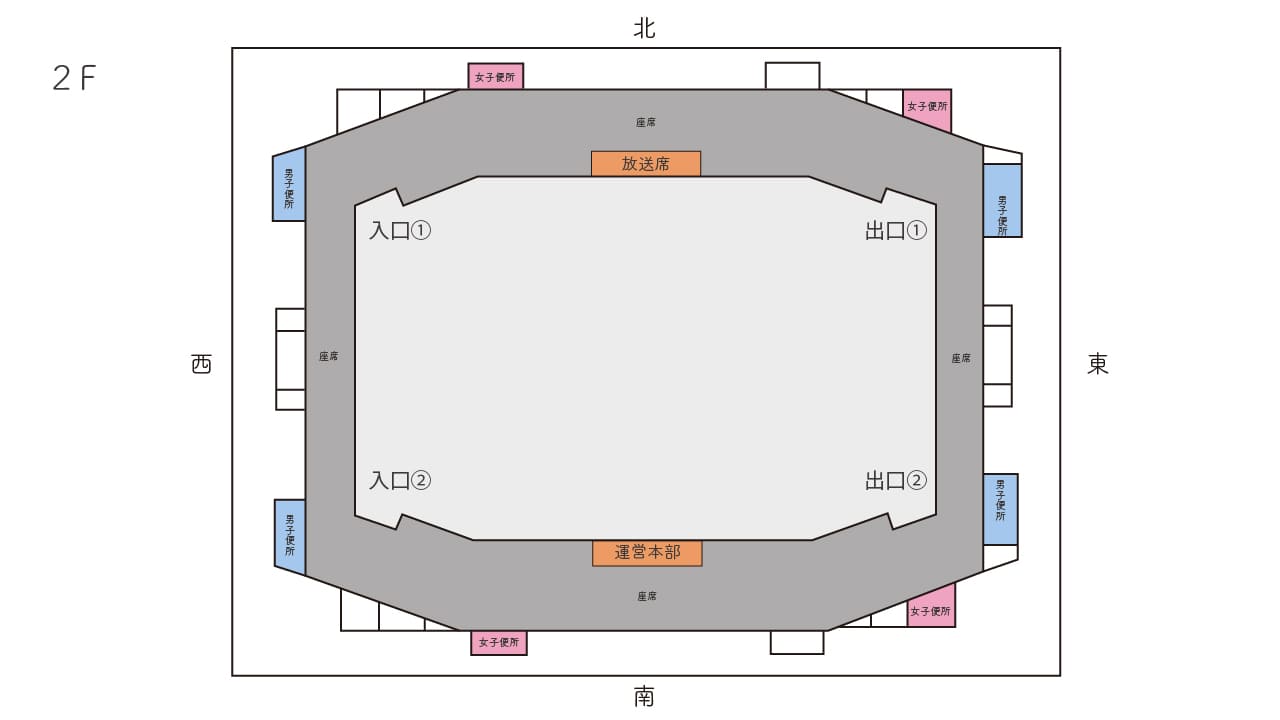 北
２Ｆ
女子便所
女子便所
座席
放送席
男子便所
男子便所
入口①
出口①
西
座席
座席
東
入口②
出口②
男子便所
男子便所
運営本部
座席
女子便所
女子便所
南